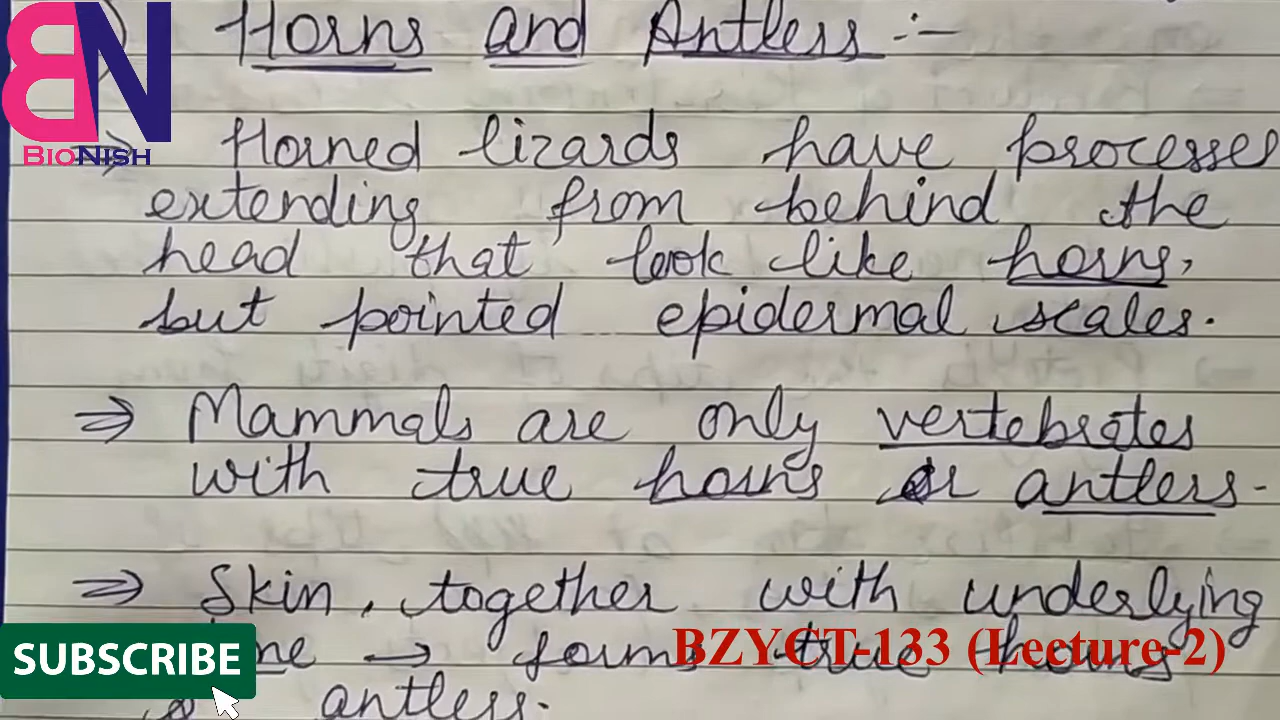 Horns and Antlers :-
BN
BIONISH
⇒ Horned lizards have processes
extending from behind the
head that look like horns,
but pointed epidermal scales.
⇒ Mammals are only vertebrates
with true horns or antlers.
⇒ Skin, together with underlying
→ forms true horns
antlers.
BZYCT-133 (Lecture-2)
SUBSCRIBE